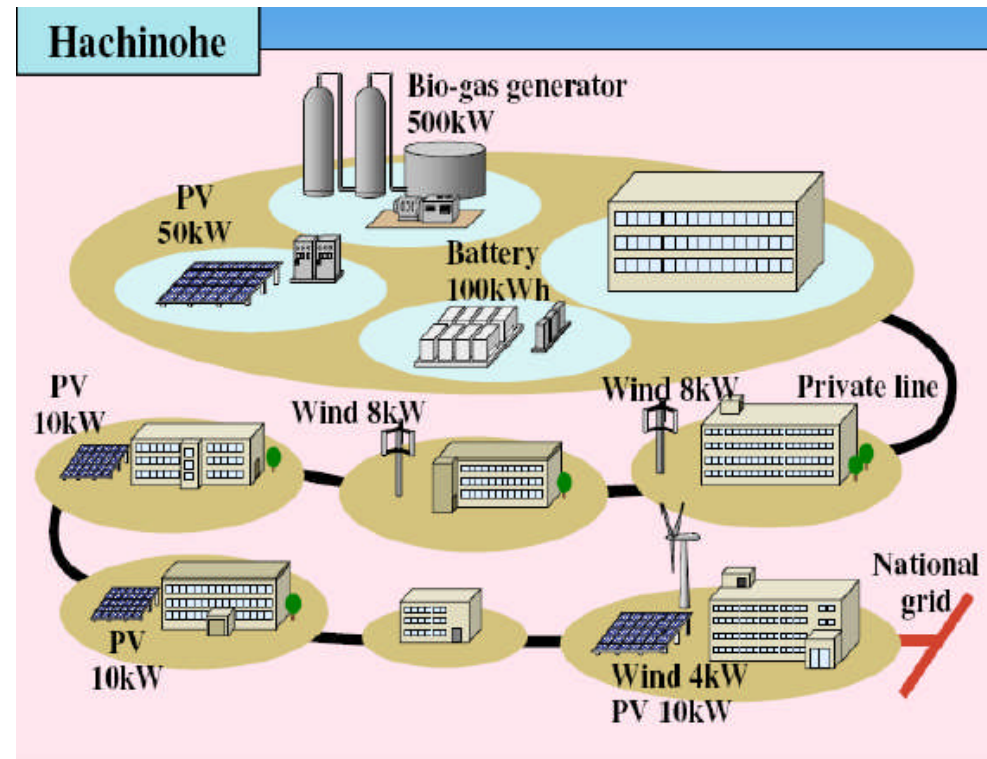 Hachinohe
Bio-gas generator
500kW
PV
50kW
Battery
100kWh
PV
10kW
Wind 8kW
Wind 8kW
Private line
National
grid
PV
10kW
Wind 4kW
PV 10kW